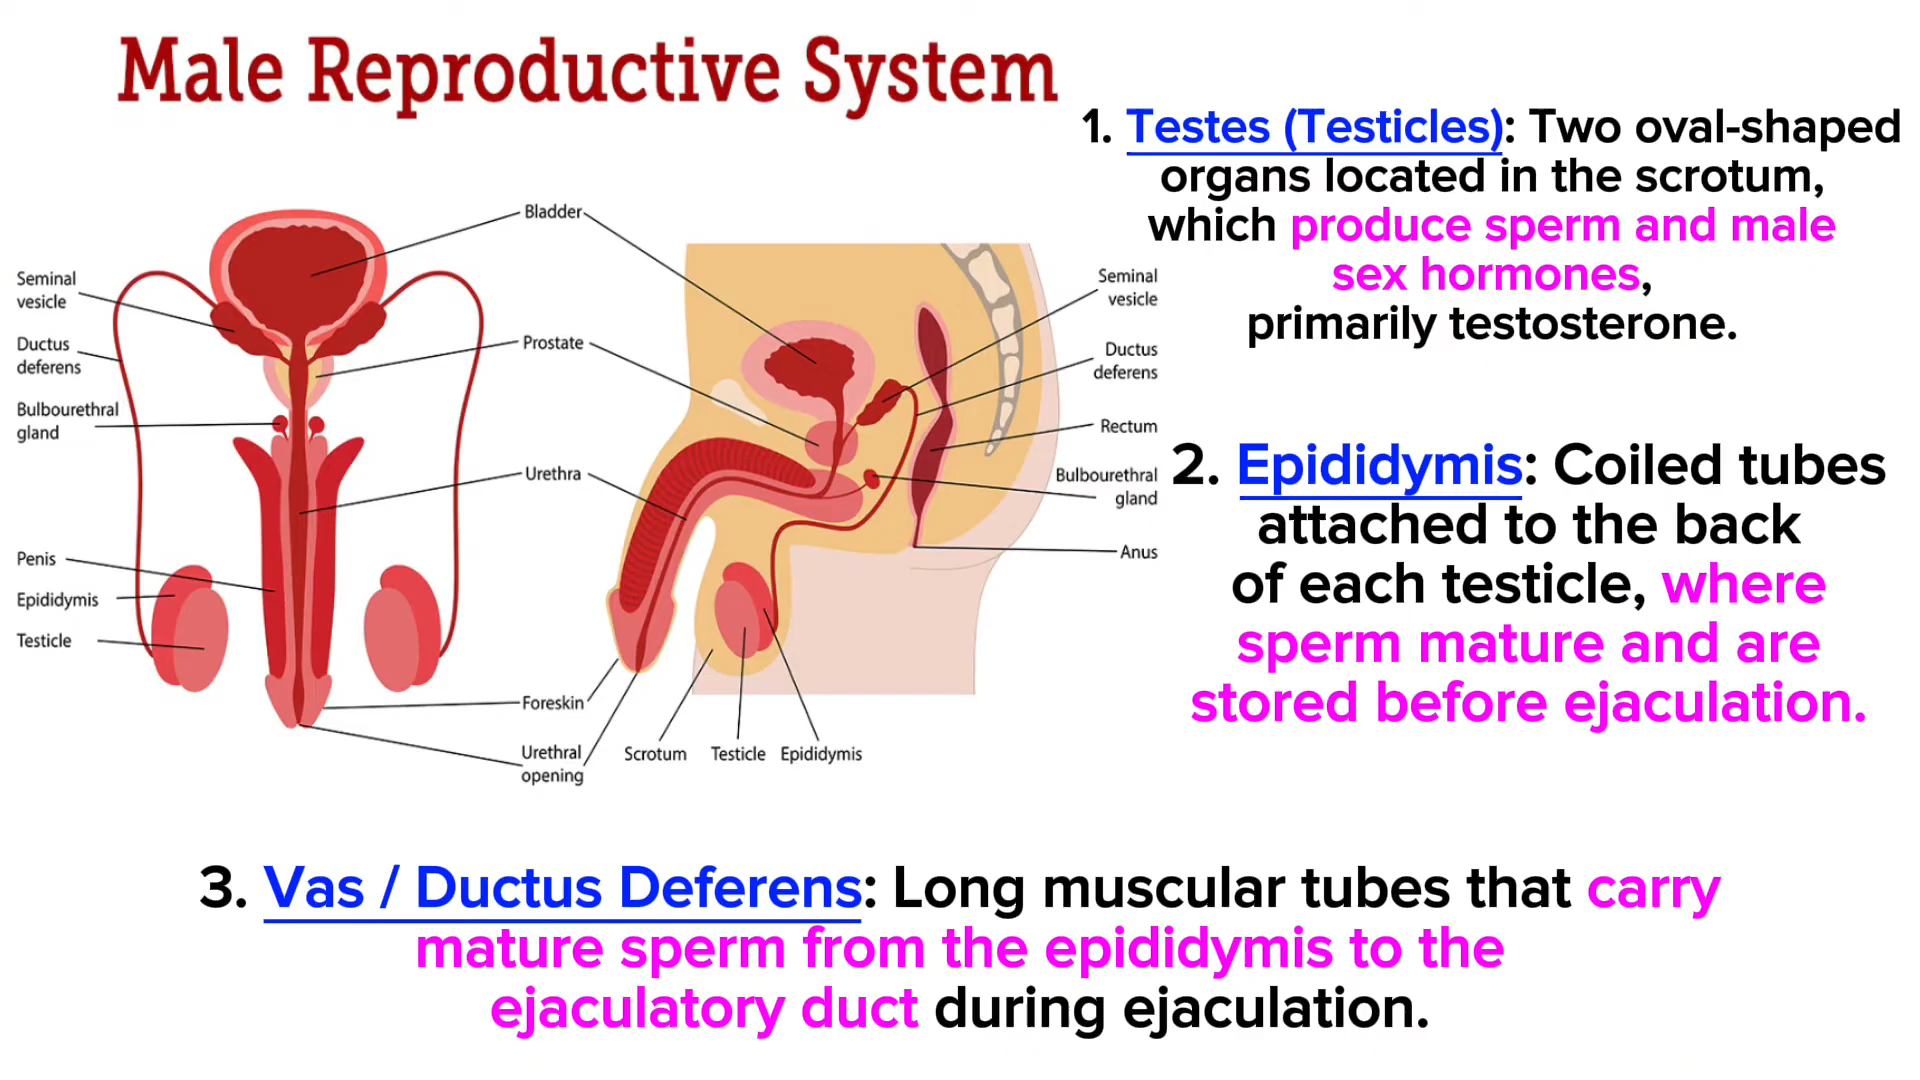 Male Reproductive System
Bladder
Seminal
vesicle
Ductus
deferens
Bulbourethral
gland
Prostate
Urethra
Penis
Epididymis
Testicle
Foreskin
Urethral
opening
Scrotum
Testicle
Epididymis
Seminal
vesicle
Ductus
deferens
Rectum
Bulbourethral
gland
Anus
1. Testes (Testicles): Two oval-shaped
organs located in the scrotum,
which produce sperm and male
sex hormones,
primarily testosterone.
2. Epididymis: Coiled tubes
attached to the back
of each testicle, where
sperm mature and are
stored before ejaculation.
3. Vas / Ductus Deferens: Long muscular tubes that carry
mature sperm from the epididymis to the
ejaculatory duct during ejaculation.